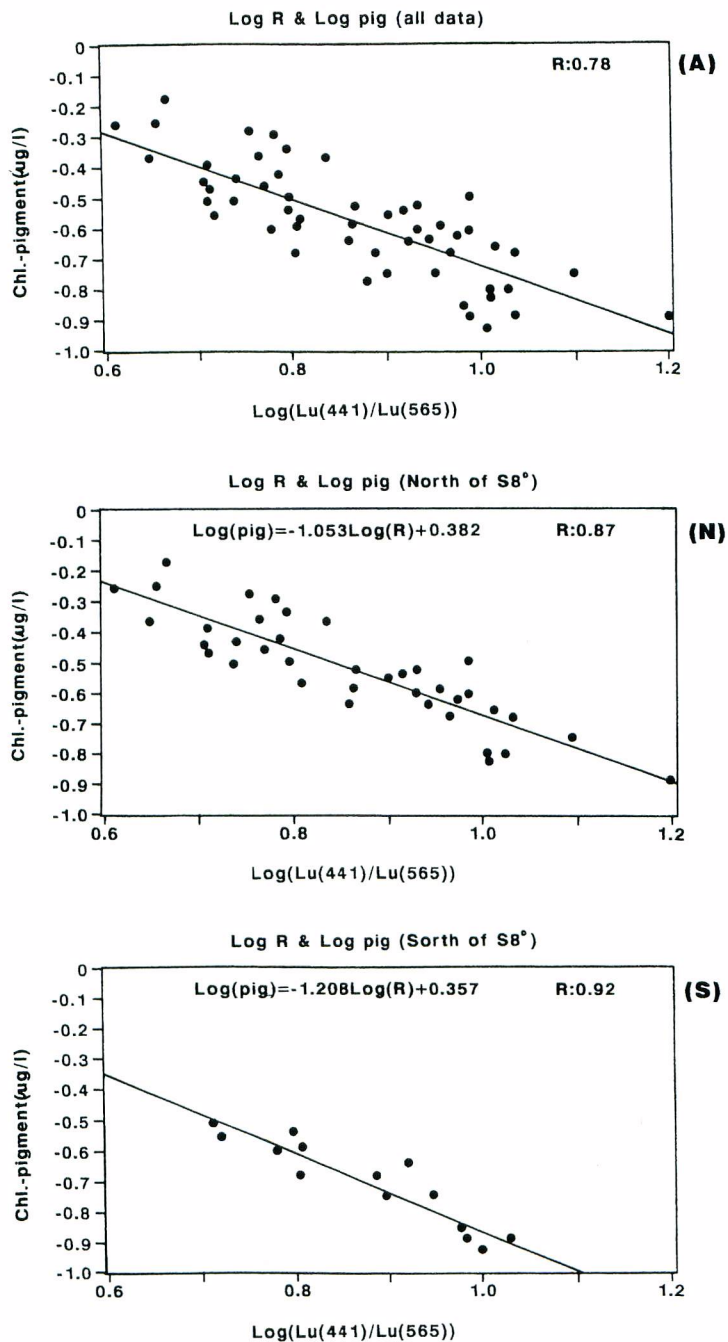 Log R & Log pig (all data)
R:0.78
(A)
0
-0.1
-0.2
-0.3
-0.4
-0.5
-0.6
-0.7
-0.8
-0.9
-1.0
Chl.-pigment(ug/l)
0.6 0.8 1.0 1.2
Log(Lu(441)/Lu(565))
Log R & Log pig (North of S8°)
Log(pig)=-1.053Log(R)+0.382 R:0.87
(N)
0
-0.1
-0.2
-0.3
-0.4
-0.5
-0.6
-0.7
-0.8
-0.9
-1.0
Chl.-pigment(ug/l)
0.6 0.8 1.0 1.2
Log(Lu(441)/Lu(565))
Log R & Log pig (Sorth of S8°)
Log(pig)=-1.208Log(R)+0.357 R:0.92
(S)
0
-0.1
-0.2
-0.3
-0.4
-0.5
-0.6
-0.7
-0.8
-0.9
-1.0
Chl.-pigment(ug/l)
0.6 0.8 1.0 1.2
Log(Lu(441)/Lu(565))